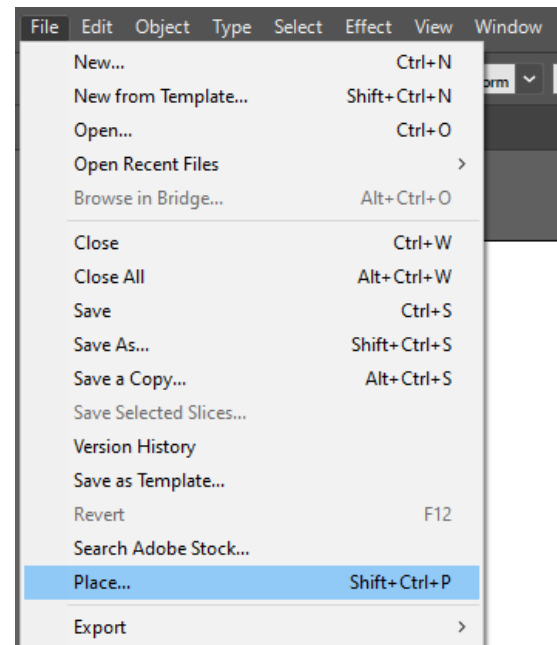 File Edit Object Type Select Effect View Window
New... Ctrl+N
New from Template... Shift+Ctrl+N
Open... Ctrl+O
Open Recent Files >
Browse in Bridge... Alt+Ctrl+O
Close Ctrl+W
Close All Alt+Ctrl+W
Save Ctrl+S
Save As... Shift+Ctrl+S
Save a Copy... Alt+Ctrl+S
Save Selected Slices...
Version History
Save as Template...
Revert F12
Search Adobe Stock...
Place... Shift+Ctrl+P
Export >